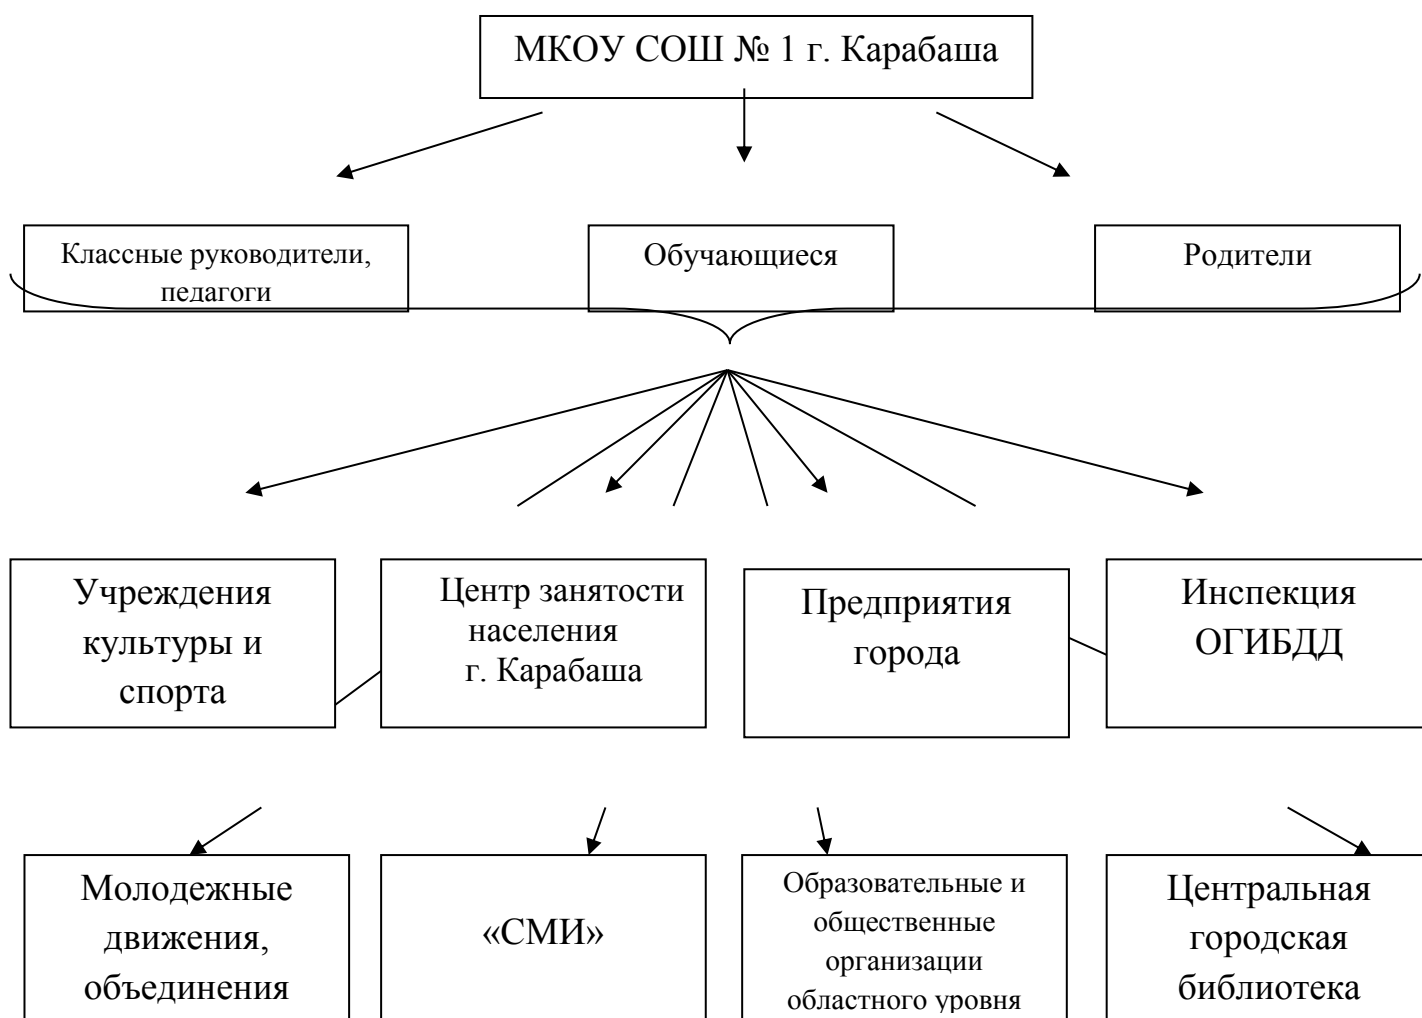 МКОУ СОШ № 1 г. Карабаша
Классные руководители,
педагоги
Обучающиеся
Родители
Учреждения
культуры и
спорта
Центр занятости
населения
г. Карабаша
Предприятия
города
Инспекция
ОГИБДД
Молодежные
движения,
объединения
«СМИ»
Образовательные и
общественные
организации
областного уровня
Центральная
городская
библиотека